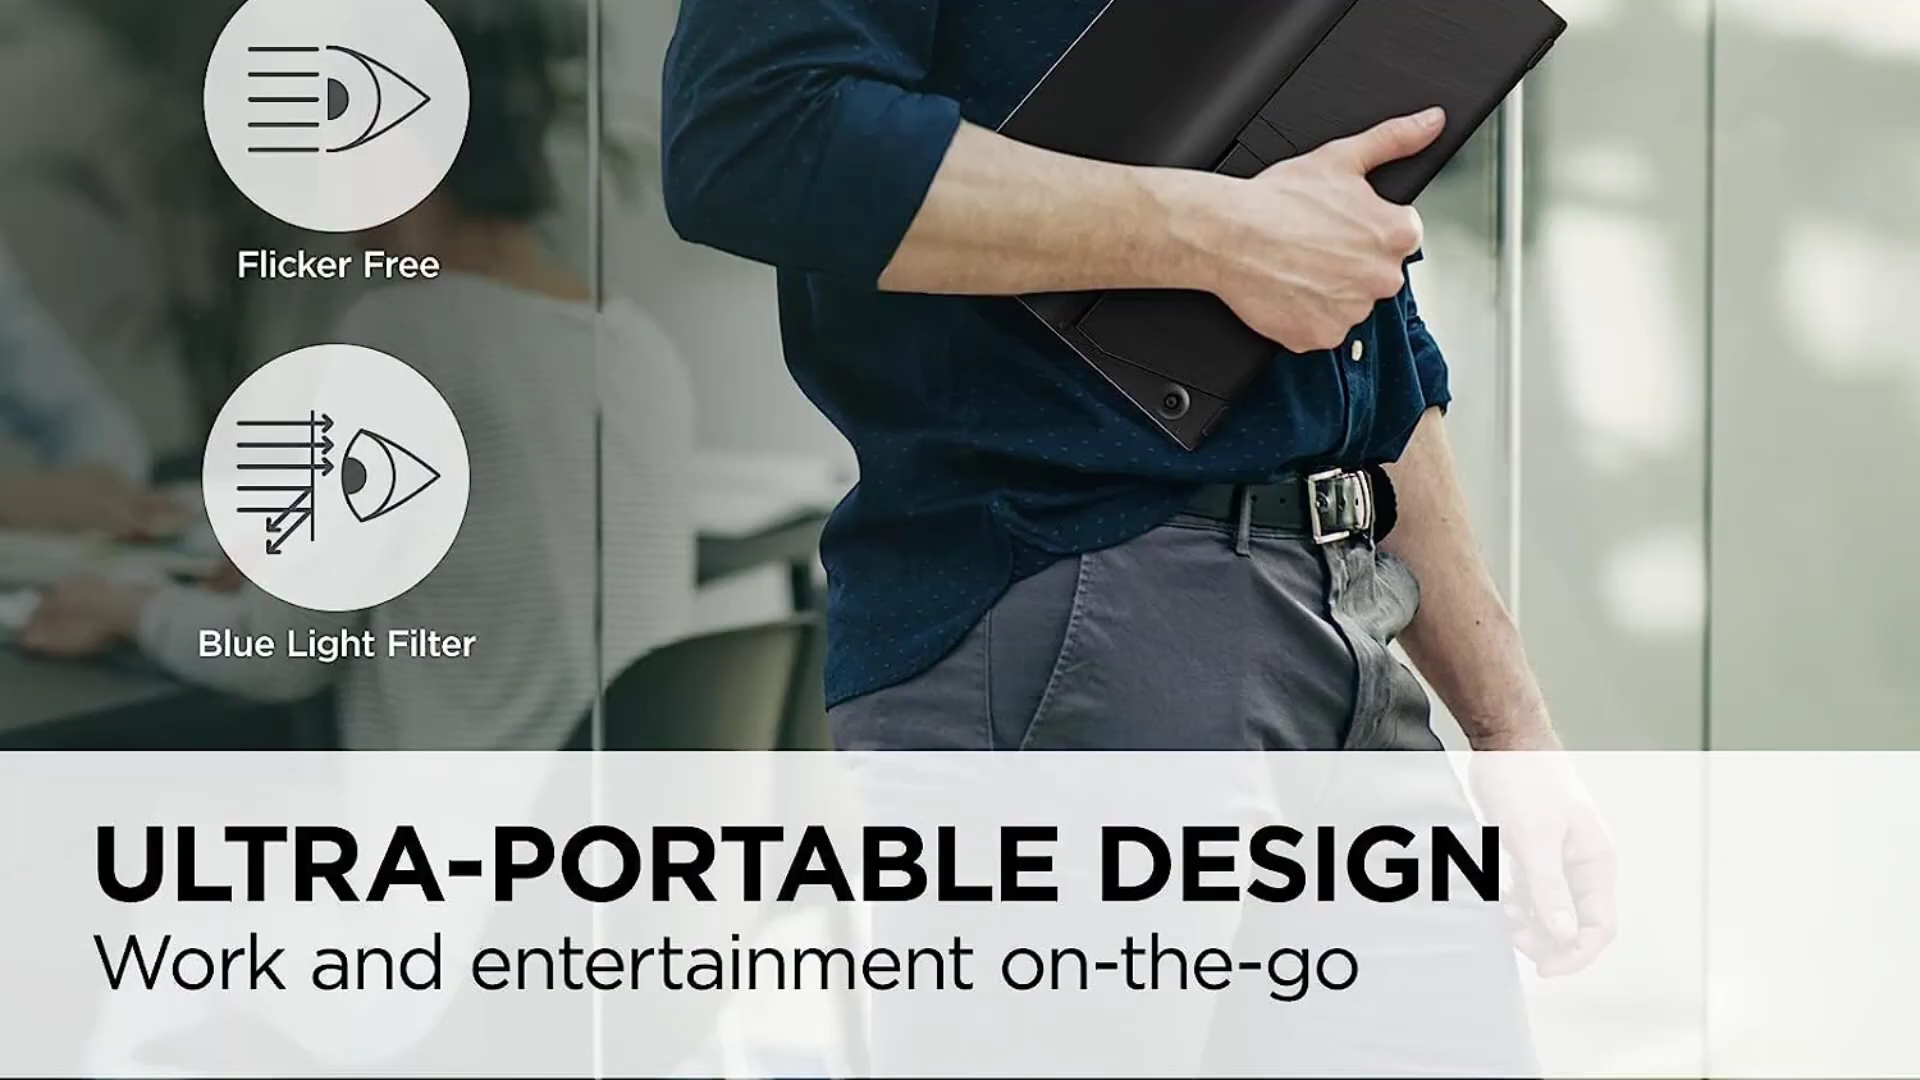 Flicker Free
Blue Light Filter
ULTRA-PORTABLE DESIGN
Work and entertainment on-the-go